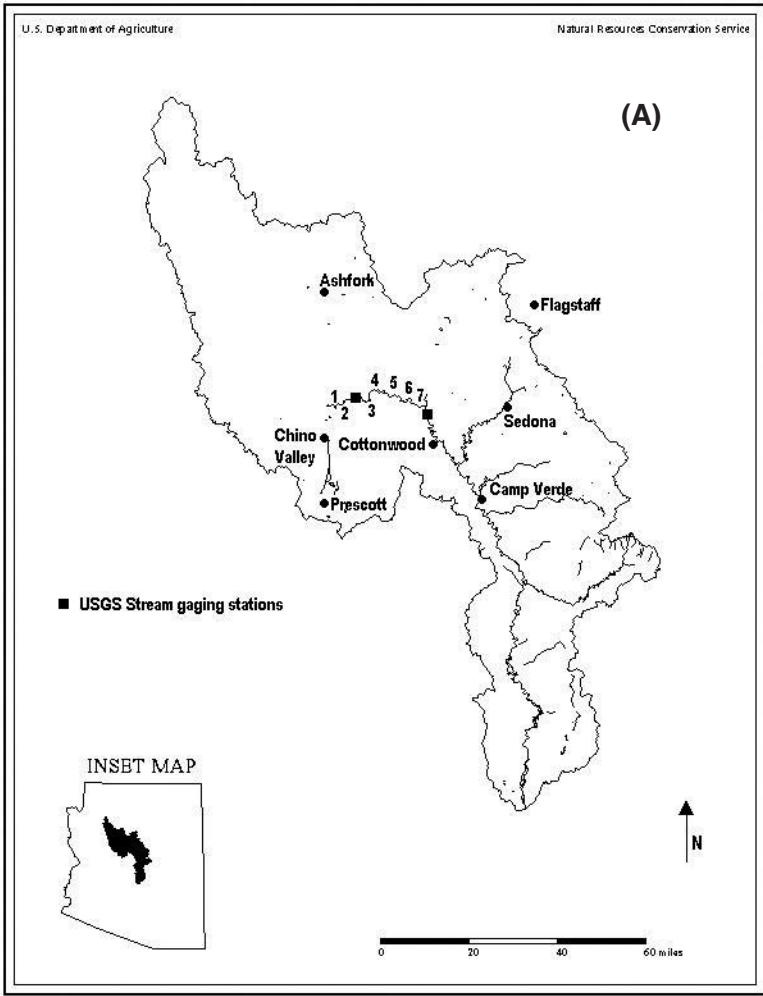 U.S. Department of Agriculture
Natural Resources Conservation Service
(A)
Ashfork
Flagstaff
4
1
5
6
7
2
3
Sedona
Chino
Valley
Cottonwood
Camp Verde
Prescott
USGS Stream gaging stations
INSET MAP
N
0 20 40 60 miles